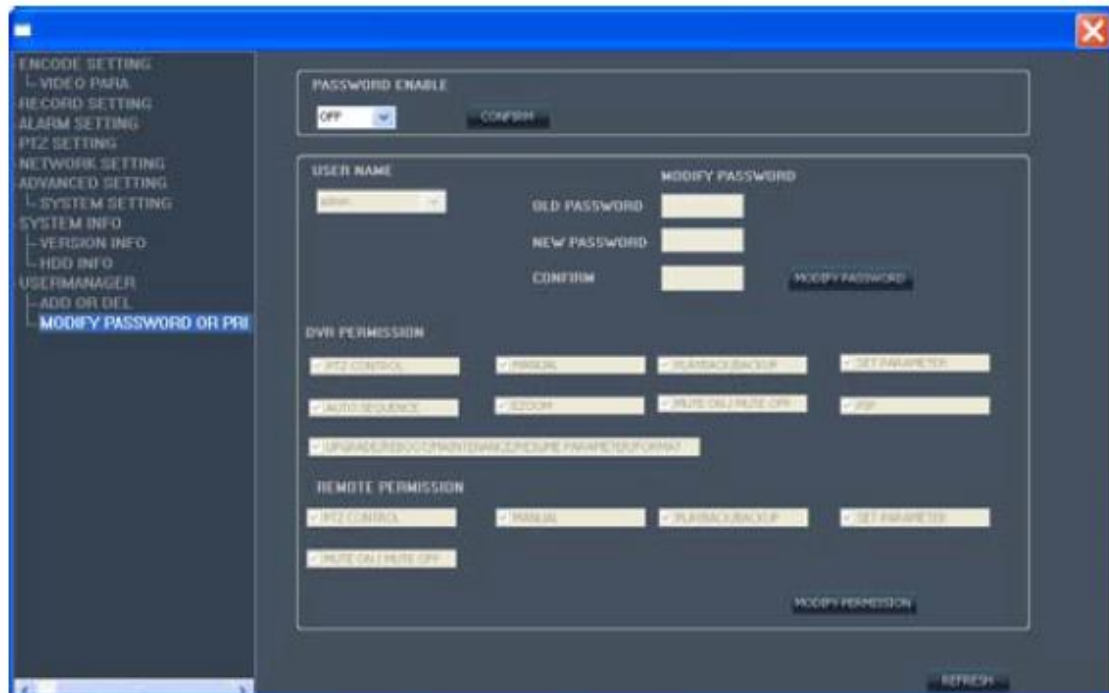 ENCODE SETTING
VIDEO PARA
RECORD SETTING
ALARM SETTING
PTZ SETTING
NETWORK SETTING
ADVANCED SETTING
SYSTEM SETTING
SYSTEM INFO
VERSION INFO
HDD INFO
USERMANAGER
ADD OR DEL
MODIFY PASSWORD OR PRI
PASSWORD ENABLE
OFF CONFIRM
USER NAME
MODIFY PASSWORD
admin
OLD PASSWORD
NEW PASSWORD
CONFIRM
MODIFY PASSWORD
DVR PERMISSION
PTZ CONTROL MANUAL PLAYBACK/BACKUP SET PARAMETER
AUTO SEQUENCE EZOOM MUTE ON / MUTE OFF PIP
UPGRADE/REBOOT/MAINTENANCE/RESUME PARAMETER/FORMAT
REMOTE PERMISSION
PTZ CONTROL MANUAL PLAYBACK/BACKUP SET PARAMETER
MUTE ON / MUTE OFF
MODIFY PERMISSION
REFRESH